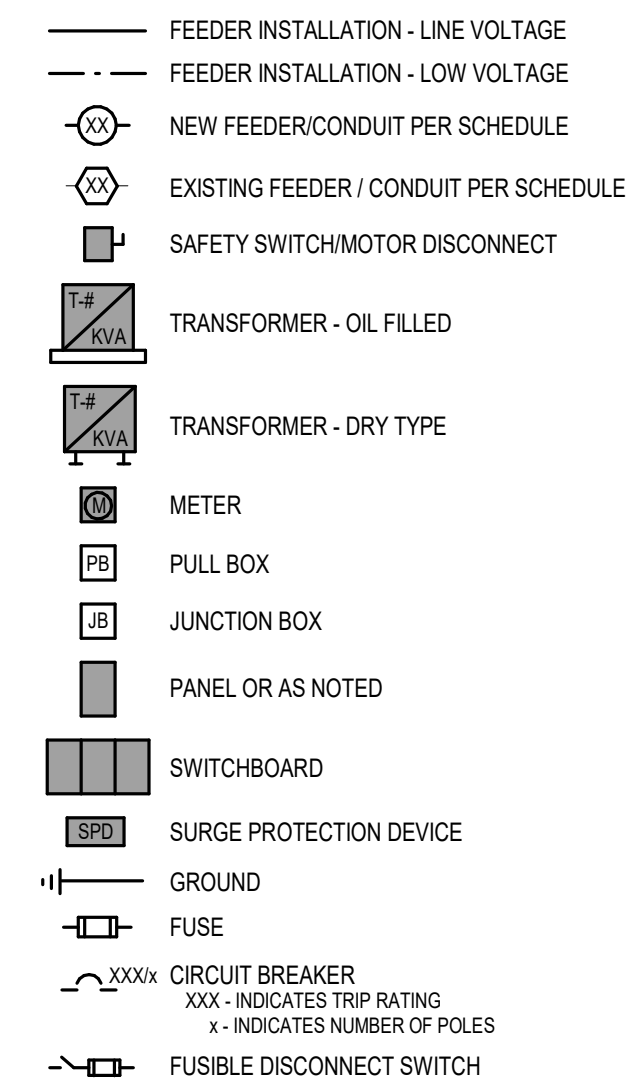 FEEDER INSTALLATION - LINE VOLTAGE
FEEDER INSTALLATION - LOW VOLTAGE
XX NEW FEEDER/CONDUIT PER SCHEDULE
XX EXISTING FEEDER / CONDUIT PER SCHEDULE
SAFETY SWITCH/MOTOR DISCONNECT
T-#
KVA
TRANSFORMER - OIL FILLED
T-#
KVA
TRANSFORMER - DRY TYPE
M METER
PB PULL BOX
JB JUNCTION BOX
PANEL OR AS NOTED
SWITCHBOARD
SPD SURGE PROTECTION DEVICE
GROUND
FUSE
XXX/x CIRCUIT BREAKER
XXX - INDICATES TRIP RATING
x - INDICATES NUMBER OF POLES
FUSIBLE DISCONNECT SWITCH